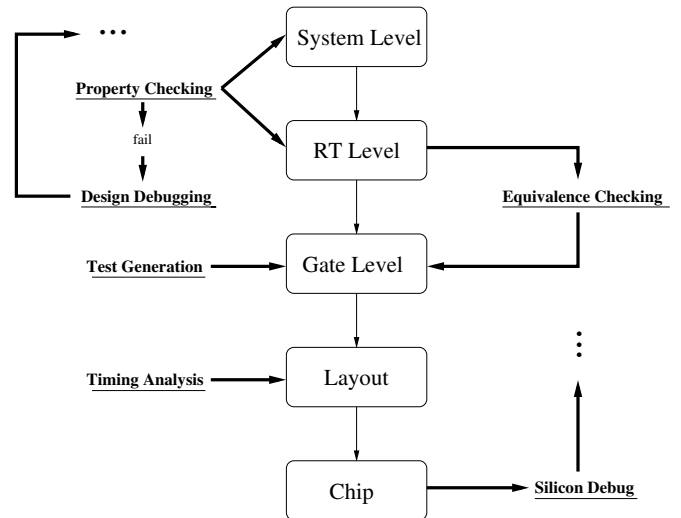 ...
System Level
Property Checking
fail
RT Level
Design Debugging
Equivalence Checking
Test Generation
Gate Level
...
Timing Analysis
Layout
Chip
Silicon Debug